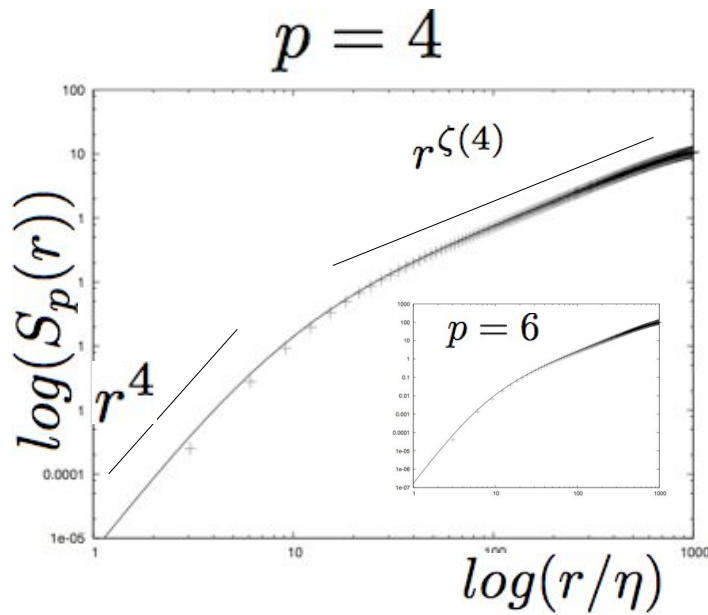 p = 4
100
10
1
1
1
1
0.0001
1e-05
log(S_p(r))
r^{ζ(4)}
r^4
p = 6
1000
100
10
1
0.1
0.01
0.001
0.0001
1e-05
1e-06
1e-07
1 10 100 1000
1 10 100 1000
log(r/η)